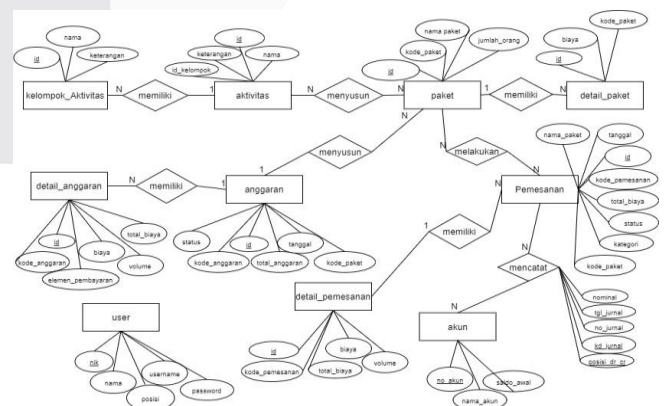 nama
id
keterangan
kelompok_Aktivitas
N
memiliki
1
id
keterangan
nama
id_kelompok
aktivitas
N
menyusun
N
nama paket
jumlah_orang
kode_paket
id
paket
1
memiliki
N
kode_paket
biaya
id
detail_paket
N
menyusun
1
N
melakukan
N
detail_anggaran
N
memiliki
1
anggaran
id
total_biaya
kode_anggaran
biaya
volume
elemen_pembayaran
status
id
tanggal
kode_anggaran
total_anggaran
kode_paket
nama_paket
tanggal
id
Pemesanan
kode_pemesanan
total_biaya
status
kategori
kode_paket
N
memiliki
1
detail_pemesanan
id
biaya
volume
kode_pemesanan
total_biaya
N
mencatat
N
nominal
tgl_jurnal
no_jurnal
kd_jurnal
posisi_dr_cr
akun
no_akun
saldo_awal
nama_akun
user
nik
username
nama
password
posisi